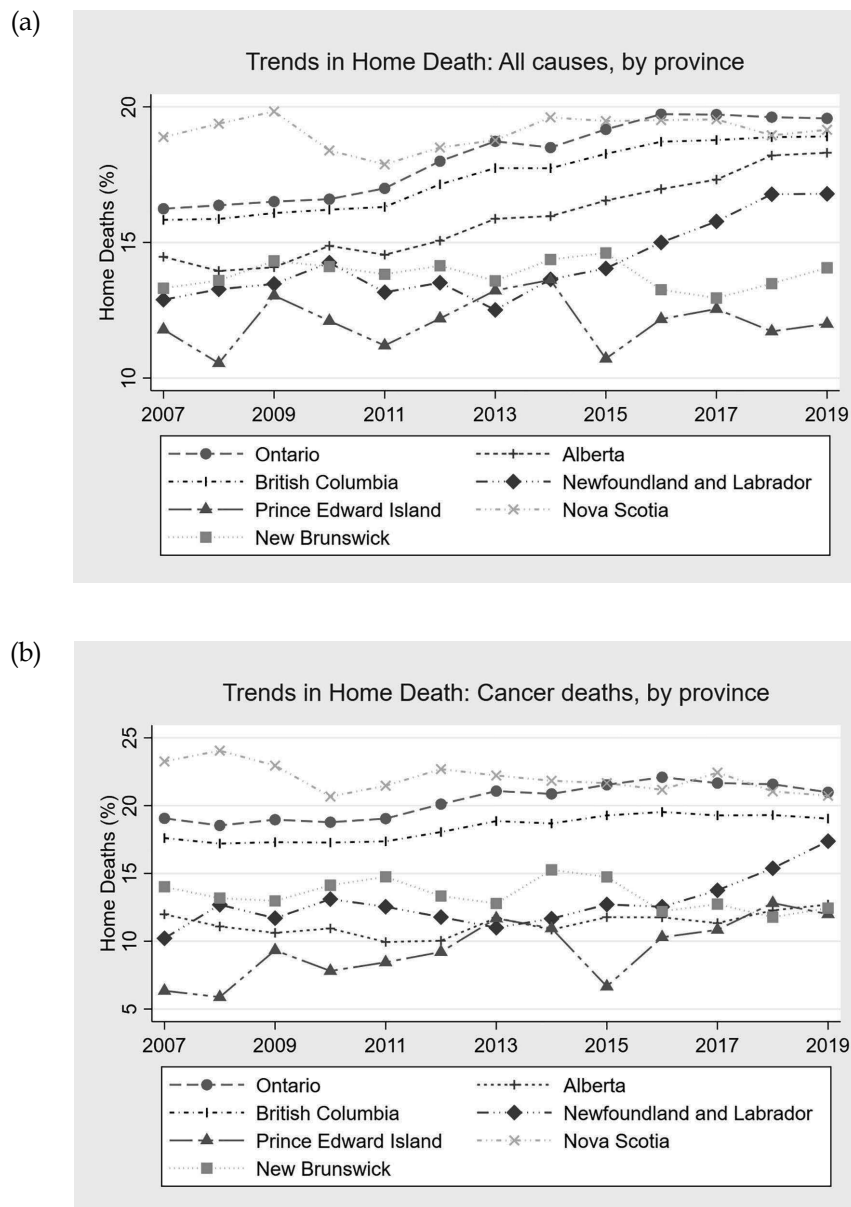 (a)
Trends in Home Death: All causes, by province
Home Deaths (%)
20
15
10
2007 2009 2011 2013 2015 2017 2019
Ontario Alberta
British Columbia Newfoundland and Labrador
Prince Edward Island Nova Scotia
New Brunswick
(b)
Trends in Home Death: Cancer deaths, by province
Home Deaths (%)
25
20
15
10
5
2007 2009 2011 2013 2015 2017 2019
Ontario Alberta
British Columbia Newfoundland and Labrador
Prince Edward Island Nova Scotia
New Brunswick